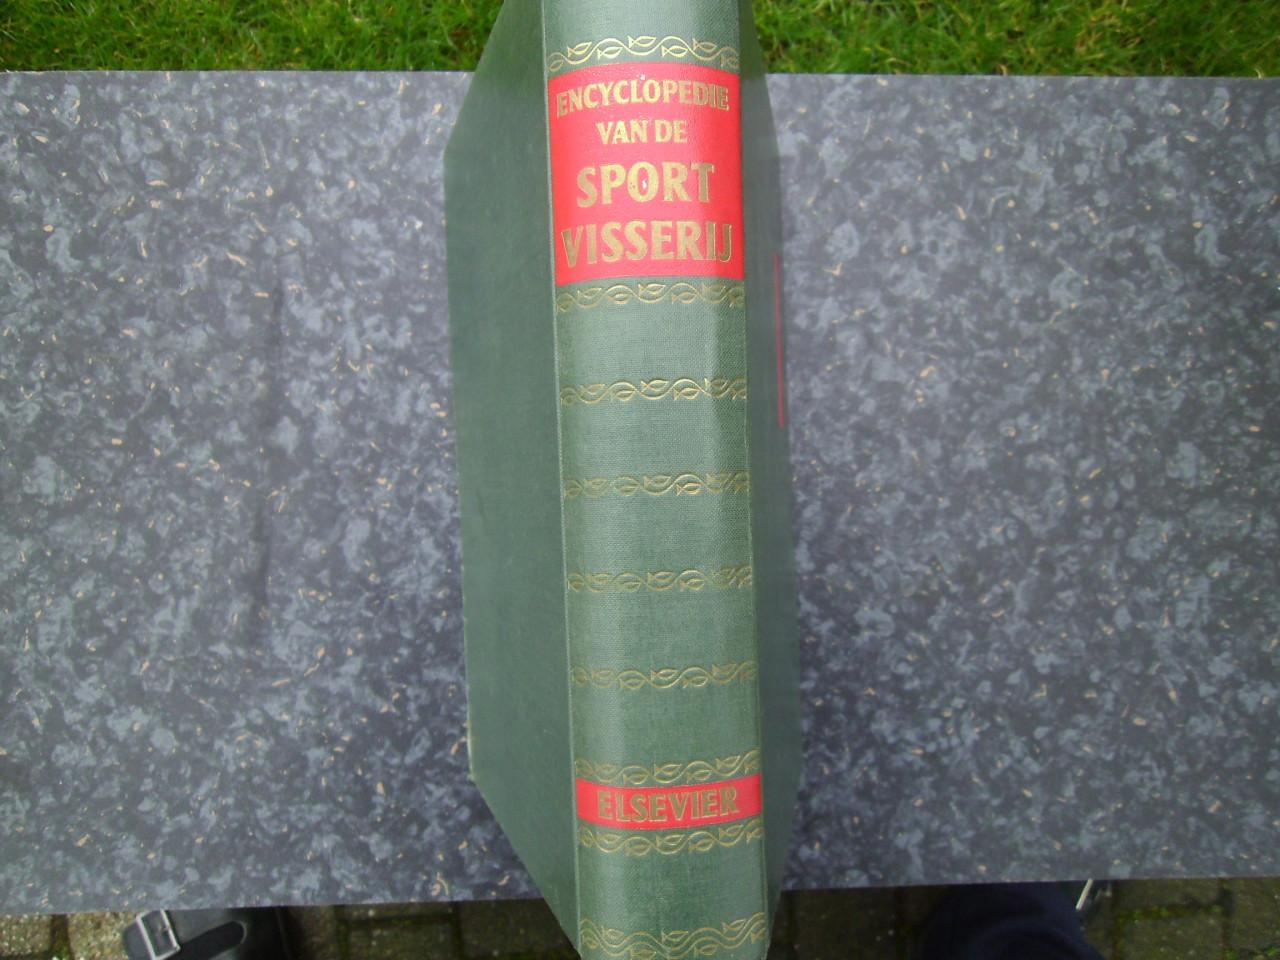 ENCYCLOPEDIE
VAN DE
SPORT
VISSERIJ
ELSEVIER